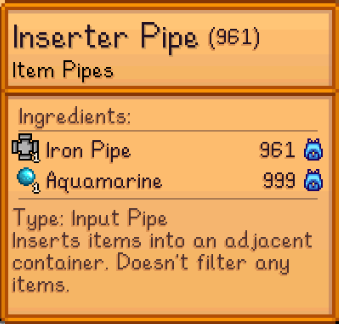 Inserter Pipe (961)
Item Pipes
Ingredients:
1 Iron Pipe 961
1 Aquamarine 999
Type: Input Pipe
Inserts items into an adjacent
container. Doesn't filter any
items.